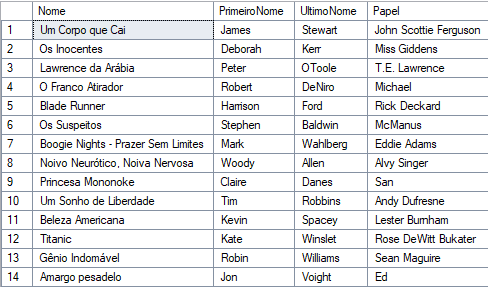 Nome PrimeiroNome UltimoNome Papel
1 Um Corpo que Cai James Stewart John Scottie Ferguson
2 Os Inocentes Deborah Kerr Miss Giddens
3 Lawrence da Arábia Peter OToole T.E. Lawrence
4 O Franco Atirador Robert DeNiro Michael
5 Blade Runner Harrison Ford Rick Deckard
6 Os Suspeitos Stephen Baldwin McManus
7 Boogie Nights - Prazer Sem Limites Mark Wahlberg Eddie Adams
8 Noivo Neurótico, Noiva Nervosa Woody Allen Alvy Singer
9 Princesa Mononoke Claire Danes San
10 Um Sonho de Liberdade Tim Robbins Andy Dufresne
11 Beleza Americana Kevin Spacey Lester Burnham
12 Titanic Kate Winslet Rose DeWitt Bukater
13 Gênio Indomável Robin Williams Sean Maguire
14 Amargo pesadelo Jon Voight Ed